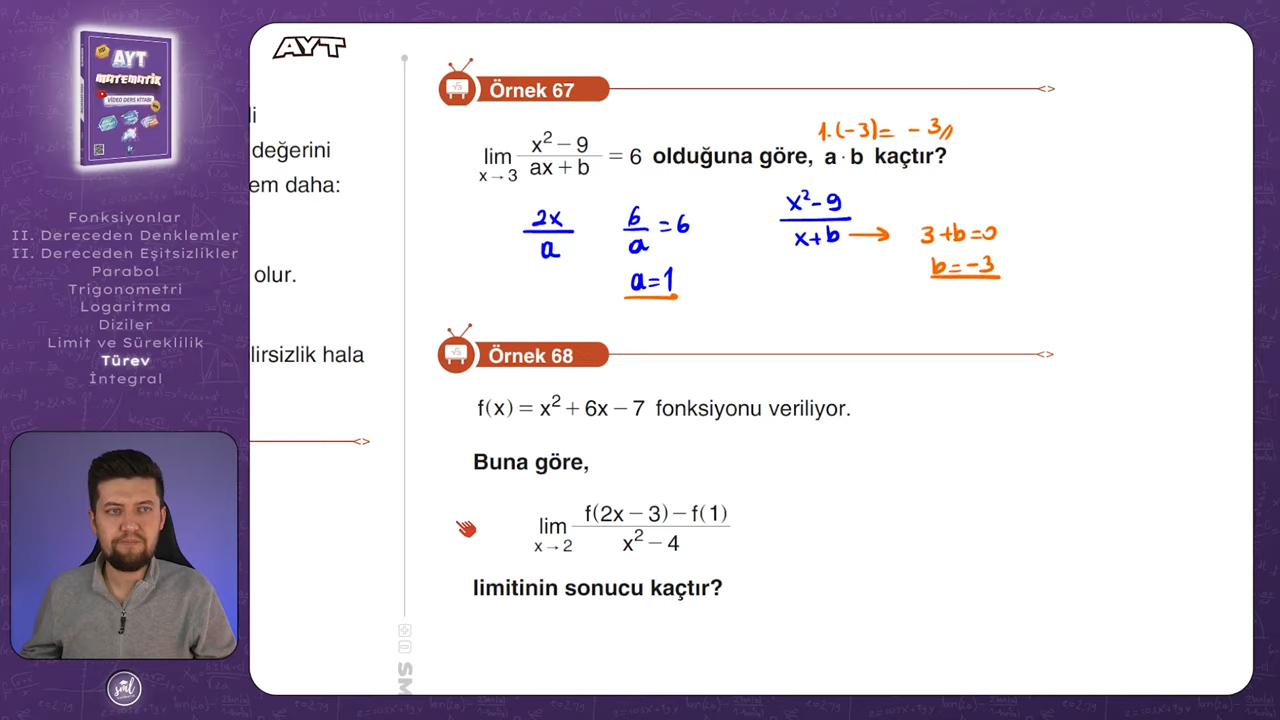 AYT
MATEMATİK
VİDEO DERS KİTABI
Fonksiyonlar
II. Dereceden Denklemler
II. Dereceden Eşitsizlikler
Parabol
Trigonometri
Logaritma
Diziler
Limit ve Süreklilik
Türev
İntegral
sml
AYT
li
değerini
em daha:
olur.
lirsizlik hala
Örnek 67
1.(-3)= -3//
lim x→3 (x² − 9)/(ax + b) = 6 olduğuna göre, a · b kaçtır?
2x/a
6/a = 6
a=1
(x²-9)/(x+b) → 3+b=0
b=-3
Örnek 68
f(x) = x² + 6x − 7 fonksiyonu veriliyor.
Buna göre,
lim x→2 (f(2x − 3) − f(1))/(x² − 4)
limitinin sonucu kaçtır?
SM